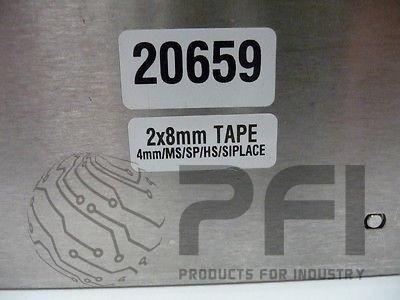 20659
2x8mm TAPE
4mm/MS/SP/HS/SIPLACE
PFI
PRODUCTS FOR INDUSTRY